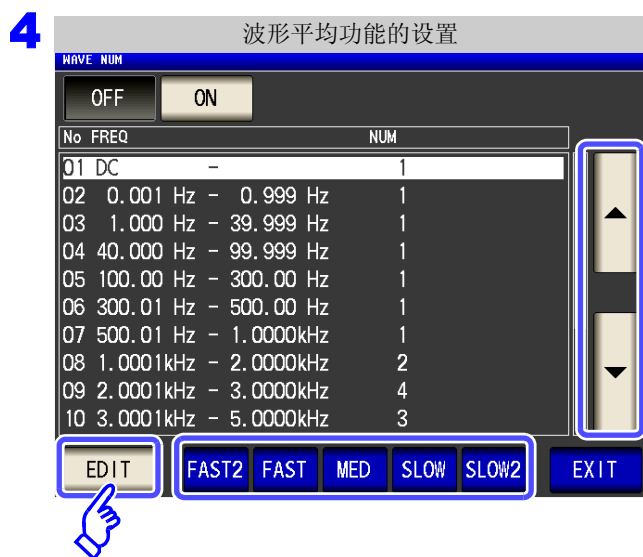 4
波形平均功能的设置
WAVE NUM
OFF ON
No FREQ NUM
01 DC - 1
02 0.001 Hz - 0.999 Hz 1
03 1.000 Hz - 39.999 Hz 1
04 40.000 Hz - 99.999 Hz 1
05 100.00 Hz - 300.00 Hz 1
06 300.01 Hz - 500.00 Hz 1
07 500.01 Hz - 1.0000kHz 1
08 1.0001kHz - 2.0000kHz 2
09 2.0001kHz - 3.0000kHz 4
10 3.0001kHz - 5.0000kHz 3
EDIT FAST2 FAST MED SLOW SLOW2 EXIT